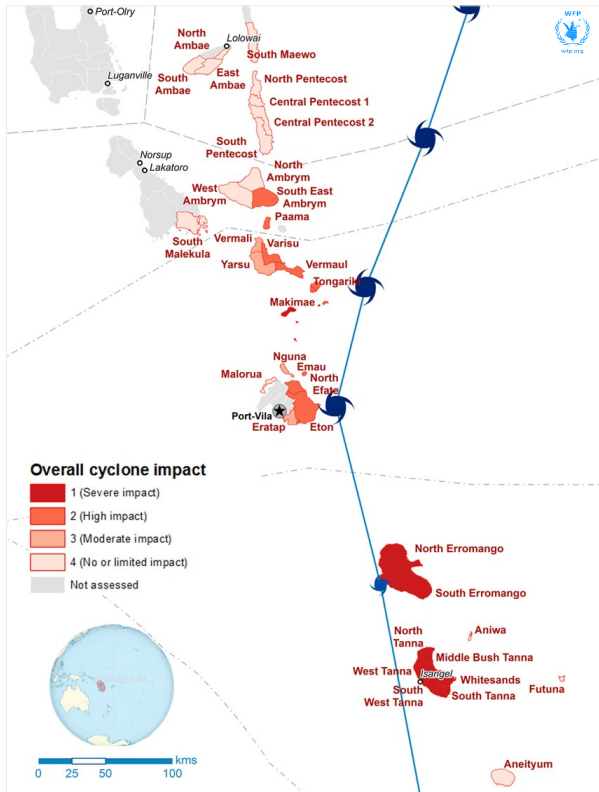 Port-Olry
WFP
wfp.org
North
Ambae
Lolowai
South Maewo
Luganville
South
Ambae
East
Ambae
North Pentecost
Central Pentecost 1
Central Pentecost 2
South
Pentecost
Norsup
Lakatoro
North
Ambrym
West
Ambrym
South East
Ambrym
Paama
South
Malekula
Vermali
Varisu
Yarsu
Vermaul
Tongariki
Makimae
Nguna
Emau
Malorua
North
Efate
Port-Vila
Eratap
Eton
Overall cyclone impact
1 (Severe impact)
2 (High impact)
3 (Moderate impact)
4 (No or limited impact)
Not assessed
North Erromango
South Erromango
North
Tanna
Aniwa
Middle Bush Tanna
West Tanna
Isangel
Whitesands
South
West Tanna
South Tanna
Futuna
Aneityum
kms
0 25 50 100